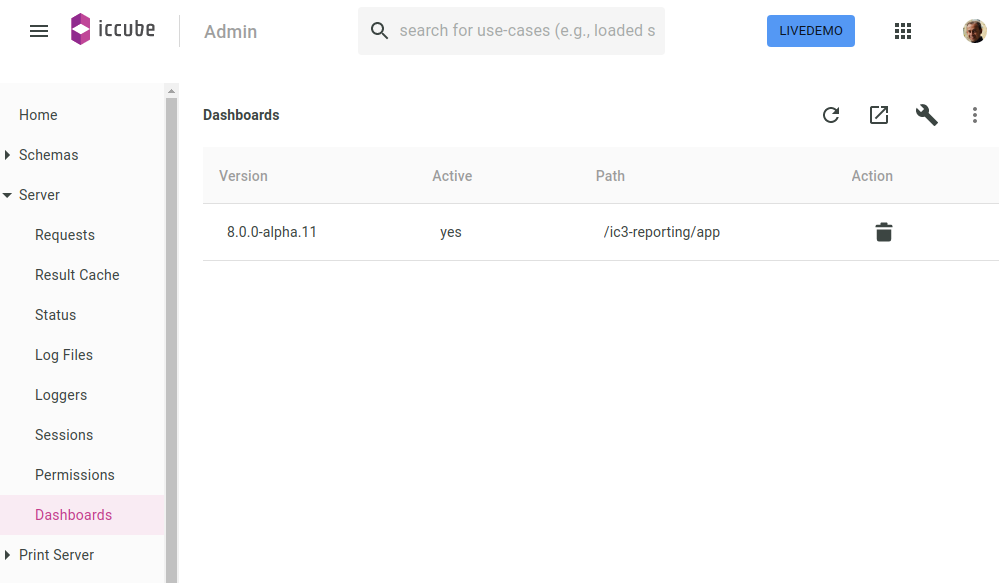 iccube
Admin
search for use-cases (e.g., loaded s
LIVEDEMO
Home
Schemas
Server
Requests
Result Cache
Status
Log Files
Loggers
Sessions
Permissions
Dashboards
Print Server
Dashboards
Version Active Path Action
8.0.0-alpha.11 yes /ic3-reporting/app